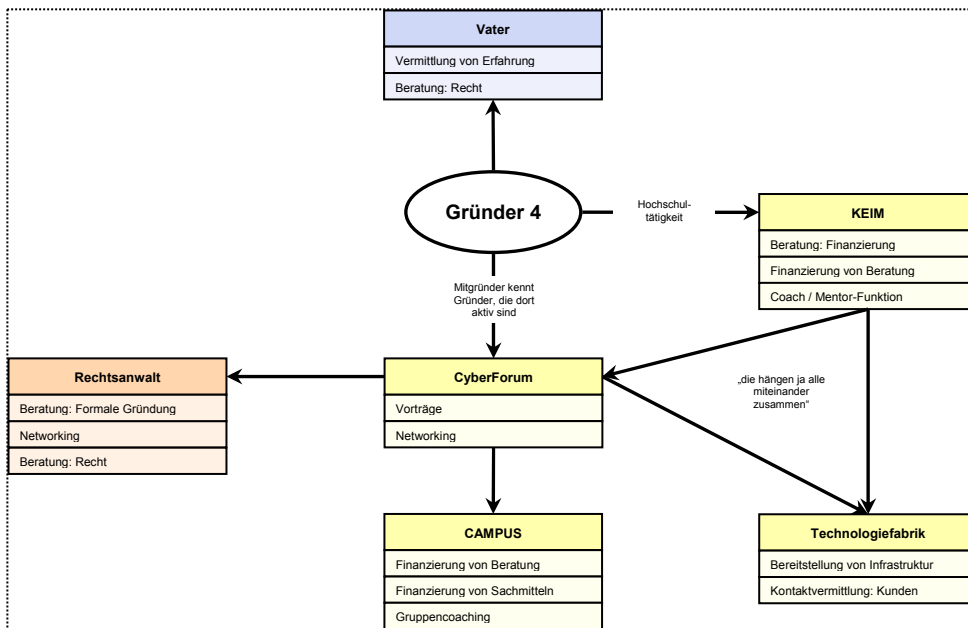 Vater
Vermittlung von Erfahrung
Beratung: Recht
Gründer 4
Hochschul-
tätigkeit
KEIM
Beratung: Finanzierung
Finanzierung von Beratung
Coach / Mentor-Funktion
Mitgründer kennt
Gründer, die dort
aktiv sind
Rechtsanwalt
Beratung: Formale Gründung
Networking
Beratung: Recht
CyberForum
Vorträge
Networking
„die hängen ja alle
miteinander
zusammen“
CAMPUS
Finanzierung von Beratung
Finanzierung von Sachmitteln
Gruppencoaching
Technologiefabrik
Bereitstellung von Infrastruktur
Kontaktvermittlung: Kunden